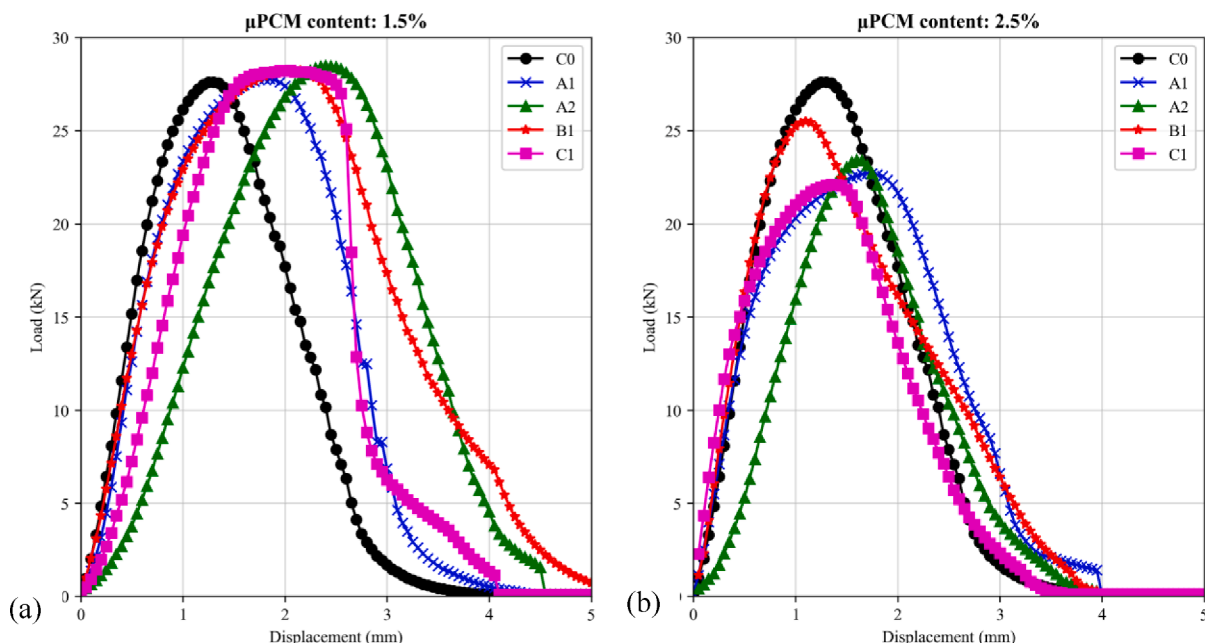 µPCM content: 1.5%
30
25
20
15
10
5
0
Load (kN)
C0
A1
A2
B1
C1
0 1 2 3 4 5
Displacement (mm)
(a)
µPCM content: 2.5%
30
25
20
15
10
5
Load (kN)
C0
A1
A2
B1
C1
0 1 2 3 4 5
Displacement (mm)
(b)